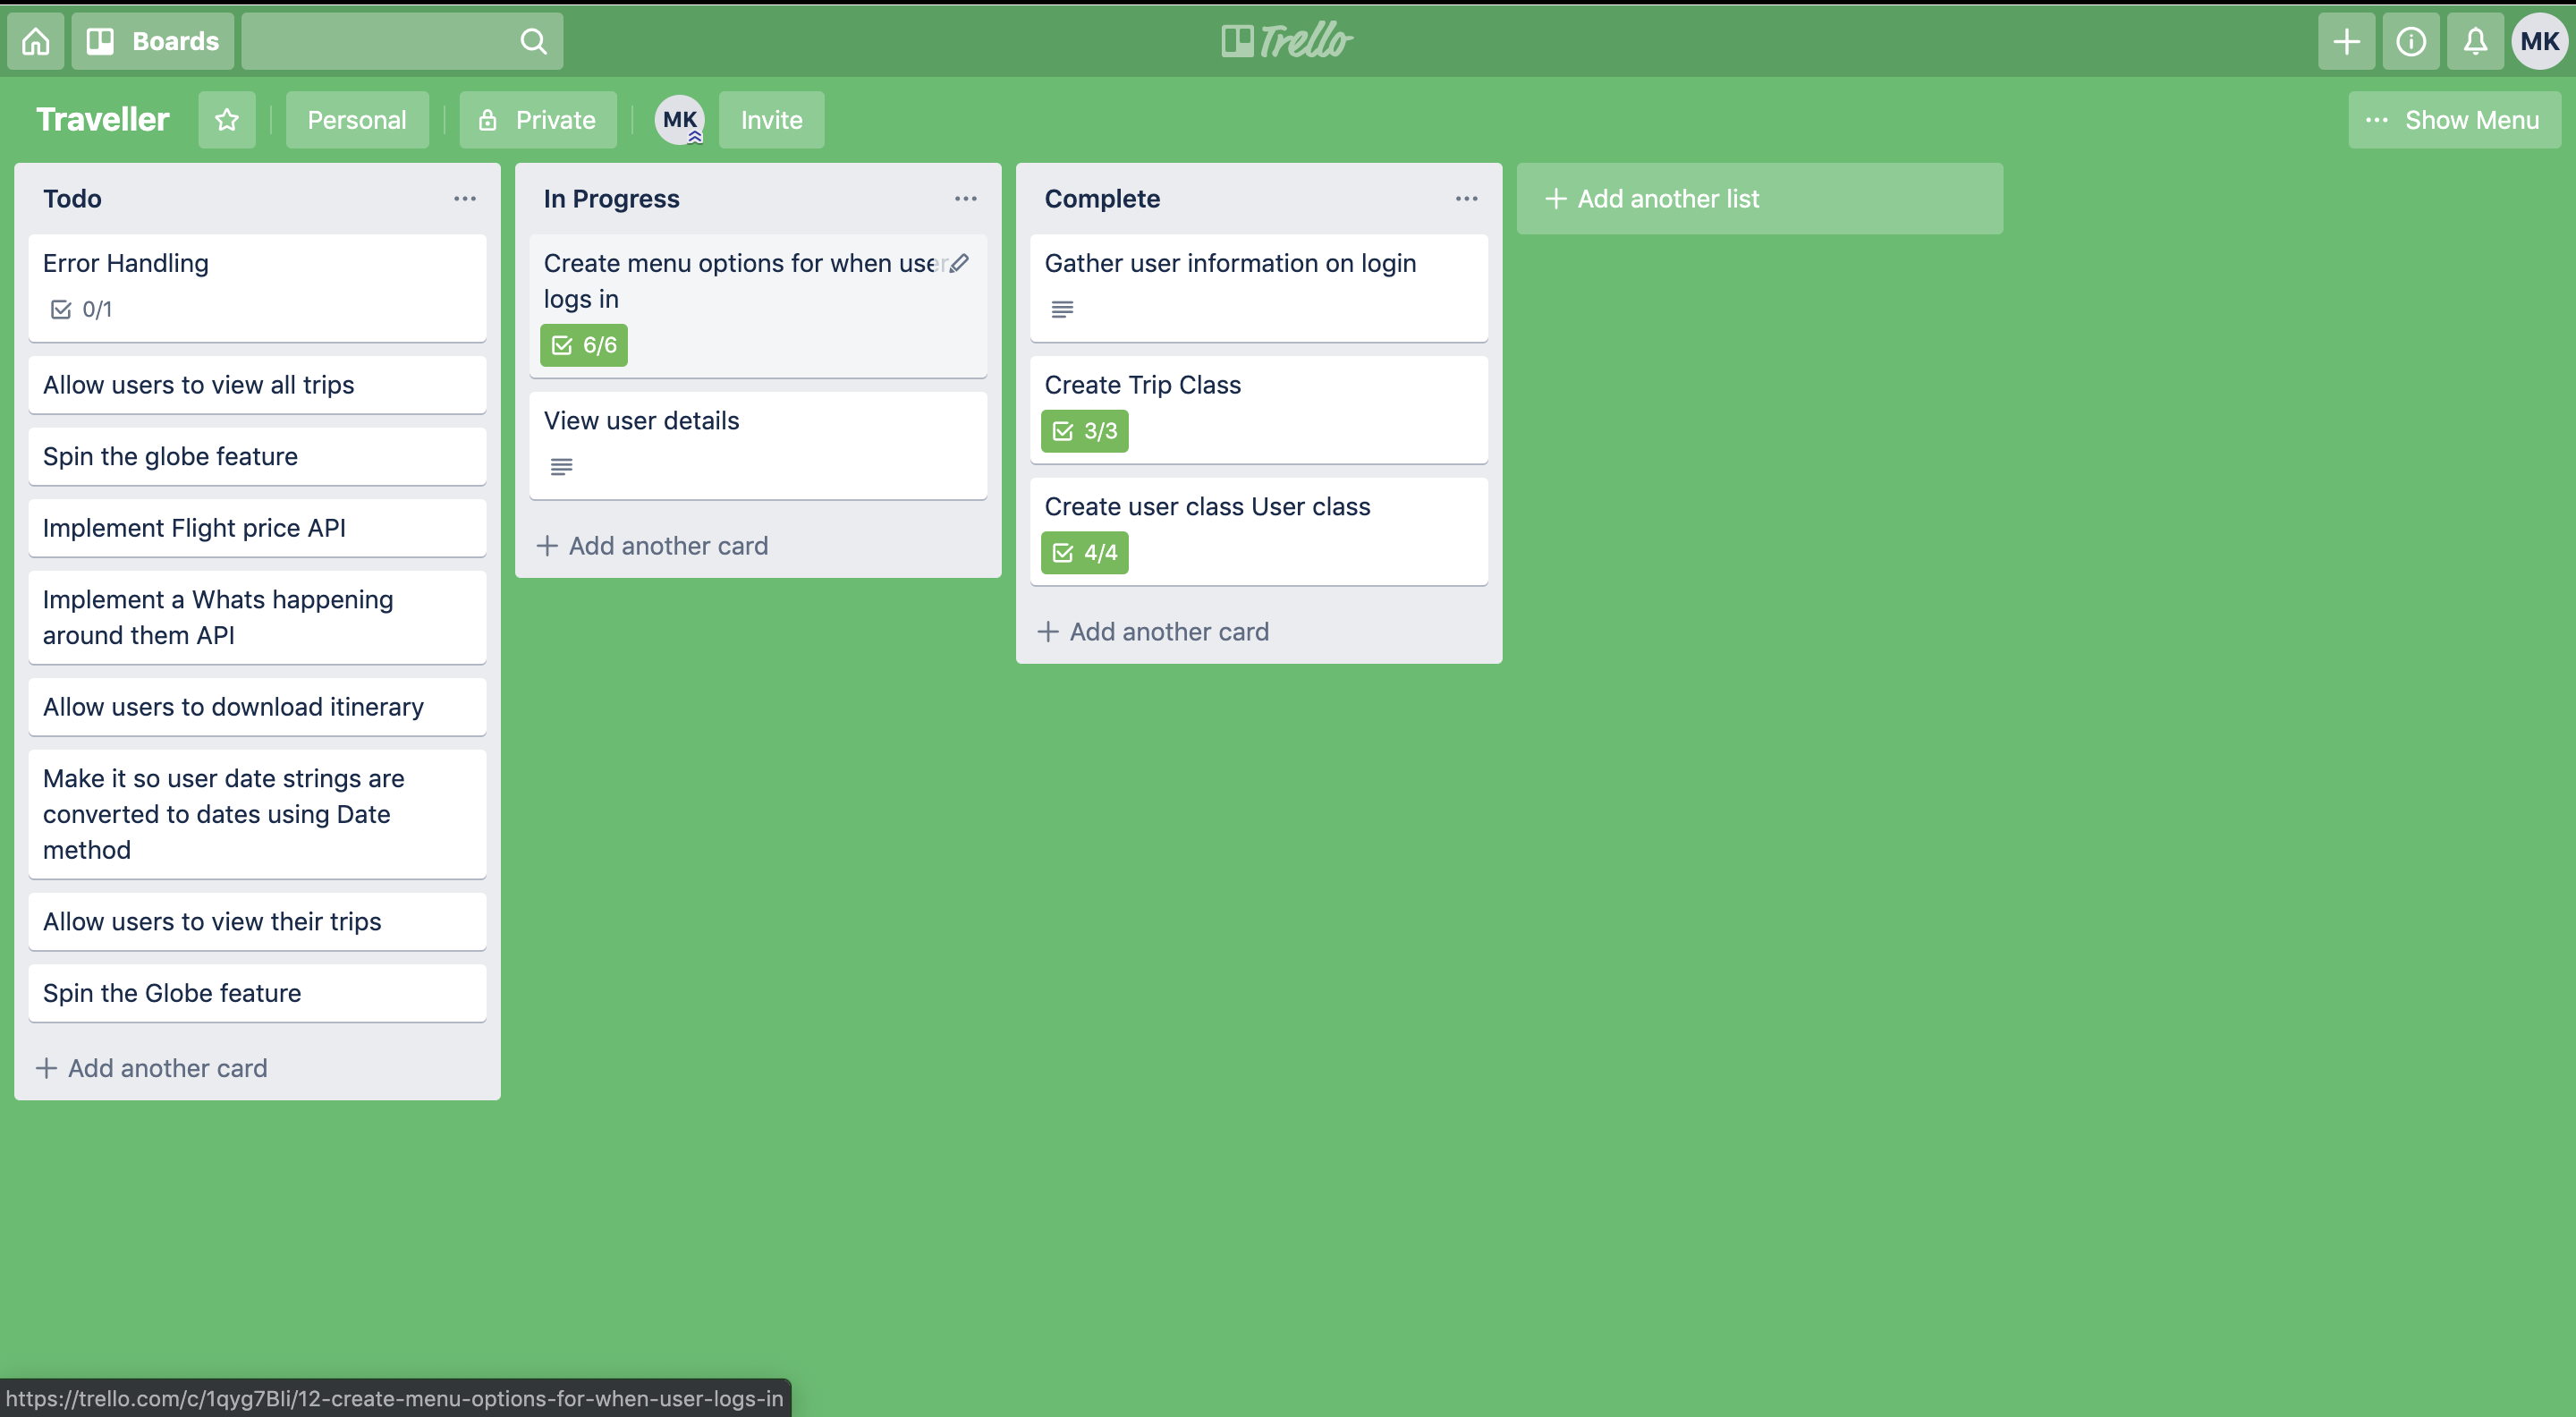 Boards
Trello
MK
Traveller
Personal
Private
MK
Invite
Show Menu
Todo
Error Handling
0/1
Allow users to view all trips
Spin the globe feature
Implement Flight price API
Implement a Whats happening
around them API
Allow users to download itinerary
Make it so user date strings are
converted to dates using Date
method
Allow users to view their trips
Spin the Globe feature
Add another card
In Progress
Create menu options for when user
logs in
6/6
View user details
Add another card
Complete
Gather user information on login
Create Trip Class
3/3
Create user class User class
4/4
Add another card
Add another list
https://trello.com/c/1qyg7Bli/12-create-menu-options-for-when-user-logs-in